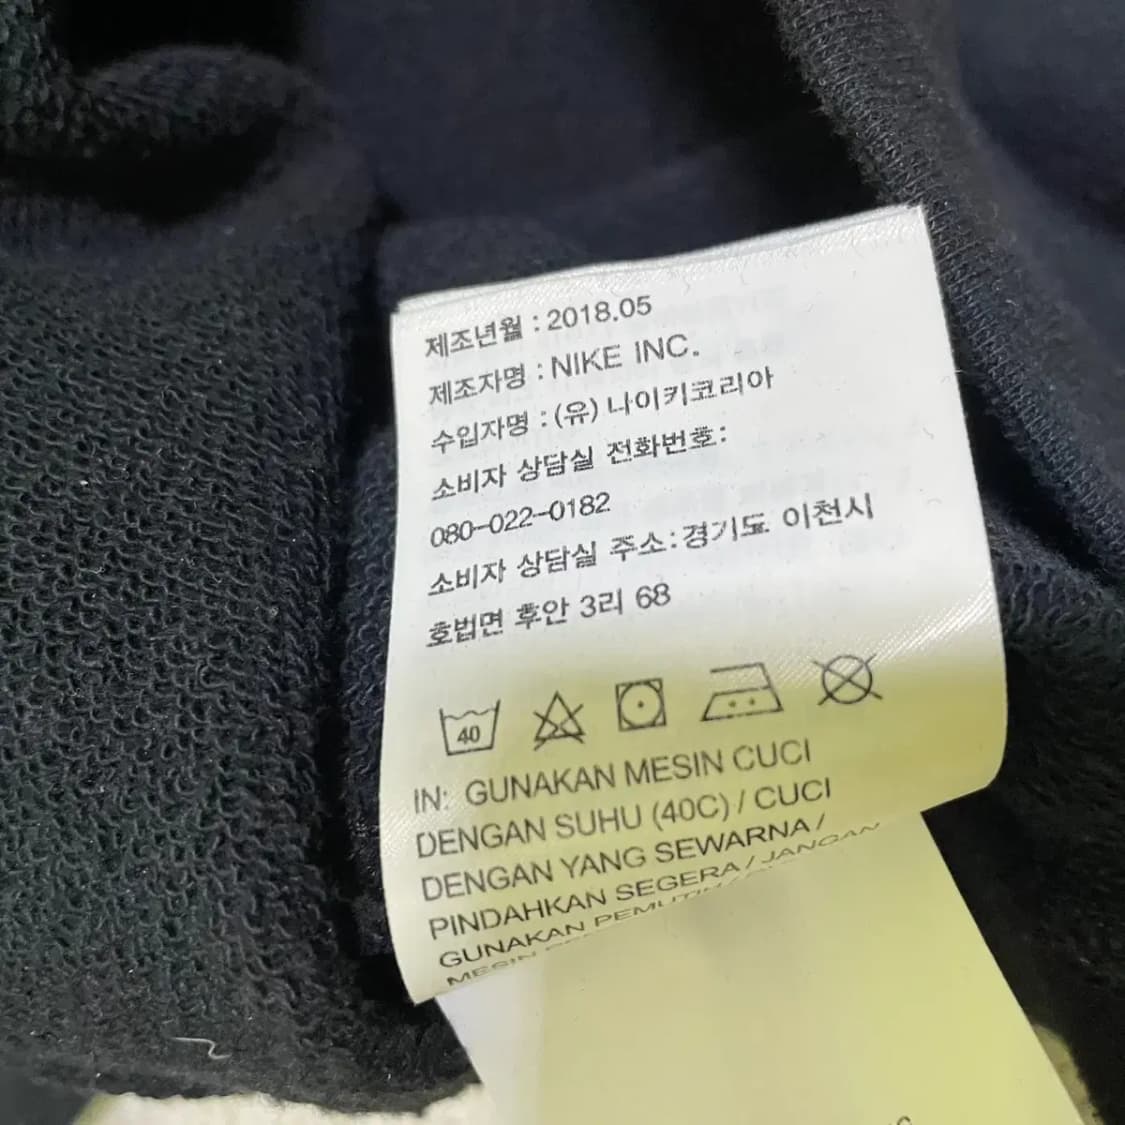 제조년월 : 2018.05
제조자명 : NIKE INC.
수입자명 : (유) 나이키코리아
소비자 상담실 전화번호:
080-022-0182
소비자 상담실 주소:경기도 이천시
호법면 후안 3리 68
40
IN: GUNAKAN MESIN CUCI
DENGAN SUHU (40C) / CUCI
DENGAN YANG SEWARNA /
PINDAHKAN SEGERA / JANGAN
GUNAKAN PEMUTIH /
MESIN